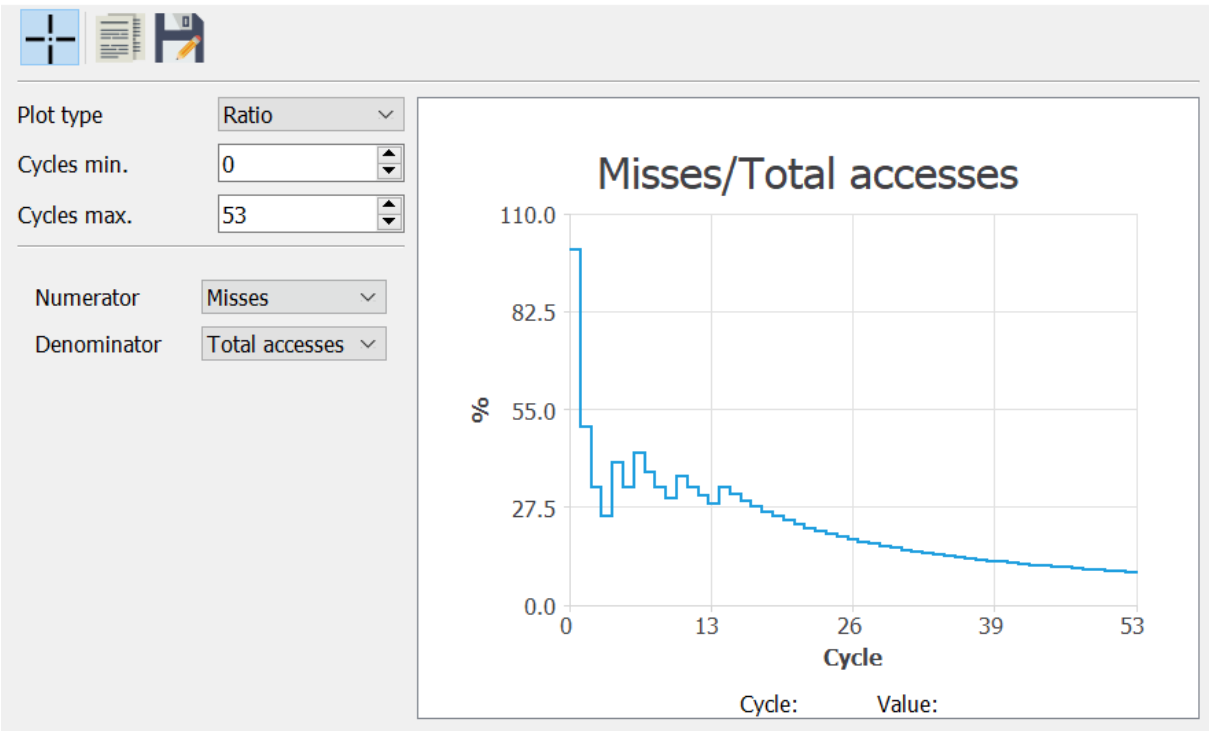 Plot type Ratio
Cycles min. 0
Cycles max. 53
Numerator Misses
Denominator Total accesses
Misses/Total accesses
110.0
82.5
55.0
27.5
0.0
%
0 13 26 39 53
Cycle
Cycle: Value: